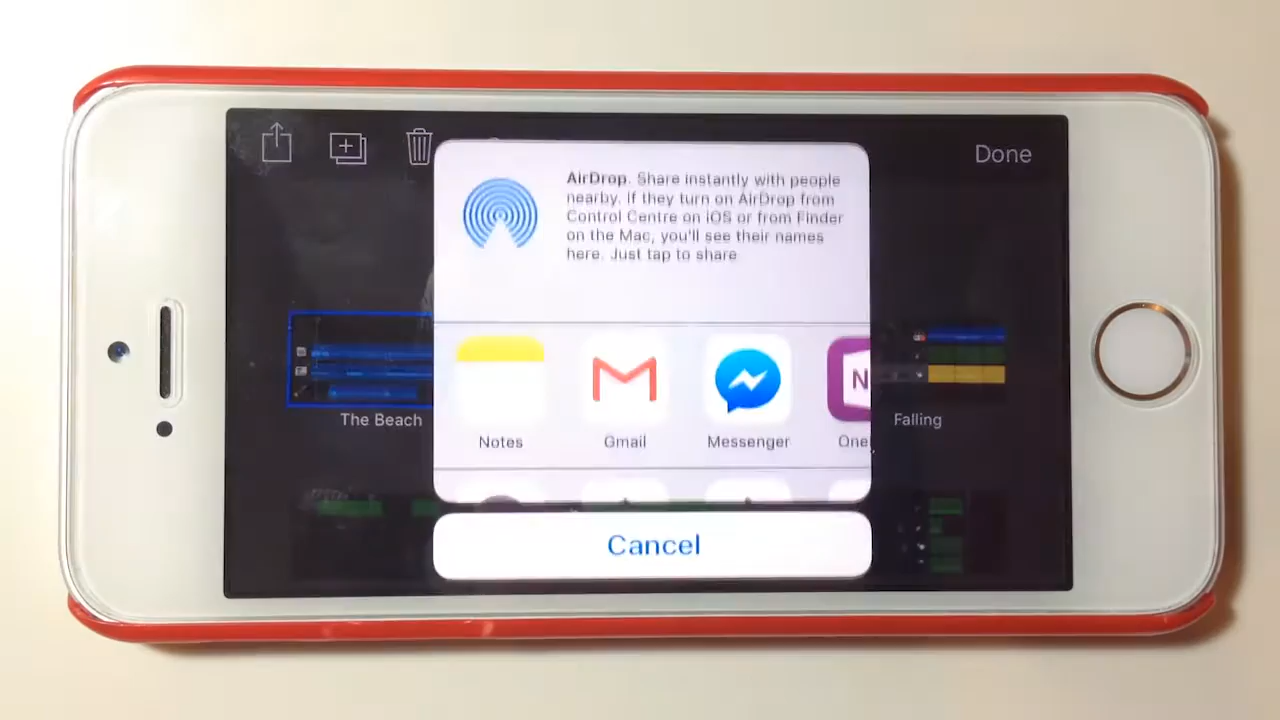 Done
AirDrop. Share instantly with people
nearby. If they turn on AirDrop from
Control Centre on iOS or from Finder
on the Mac, you'll see their names
here. Just tap to share
Notes
Gmail
Messenger
One
N
The Beach
Falling
Cancel